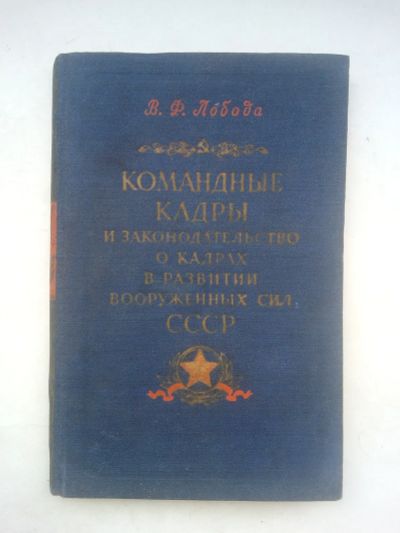 В. Ф. Лобода
КОМАНДНЫЕ
КАДРЫ
И ЗАКОНОДАТЕЛЬСТВО
О КАДРАХ
В РАЗВИТИИ
ВООРУЖЕННЫХ СИЛ
СССР